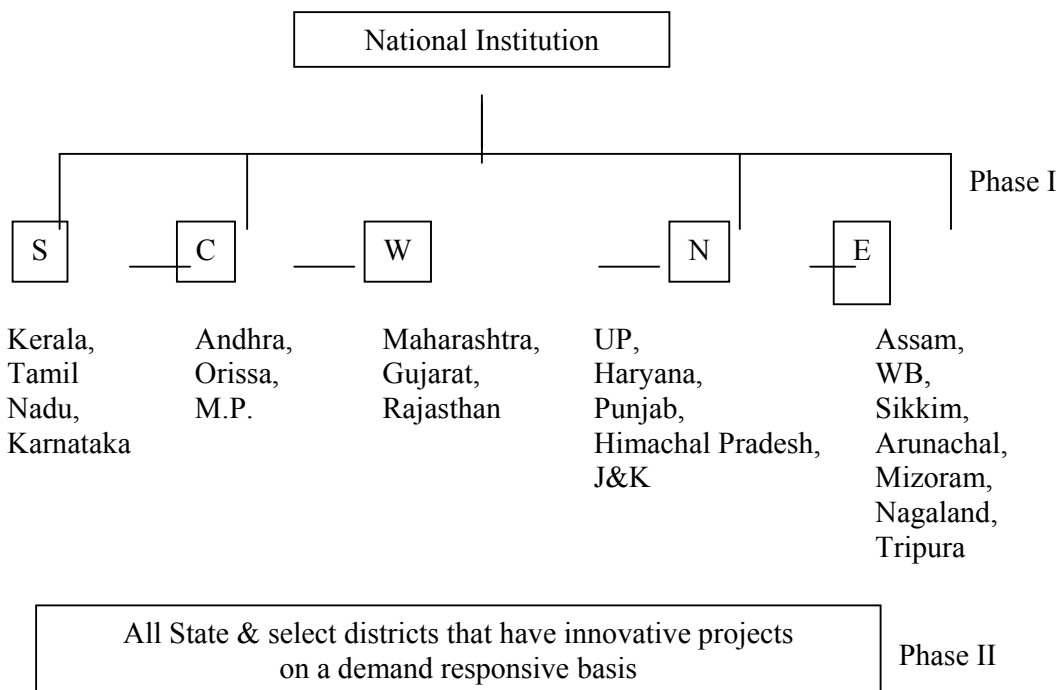 National Institution
Phase I
S
C
W
N
E
Kerala,
Tamil
Nadu,
Karnataka
Andhra,
Orissa,
M.P.
Maharashtra,
Gujarat,
Rajasthan
UP,
Haryana,
Punjab,
Himachal Pradesh,
J&K
Assam,
WB,
Sikkim,
Arunachal,
Mizoram,
Nagaland,
Tripura
All State & select districts that have innovative projects
on a demand responsive basis
Phase II